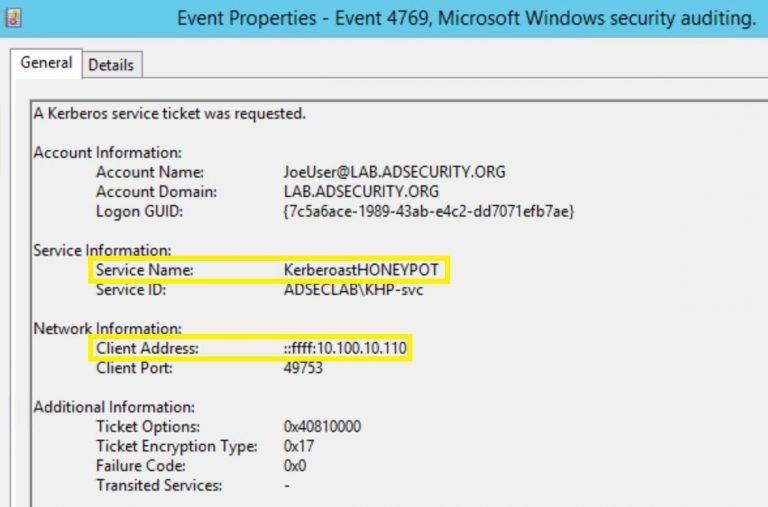 Event Properties - Event 4769, Microsoft Windows security auditing.
General Details
A Kerberos service ticket was requested.
Account Information:
Account Name: JoeUser@LAB.ADSECURITY.ORG
Account Domain: LAB.ADSECURITY.ORG
Logon GUID: {7c5a6ace-1989-43ab-e4c2-dd7071efb7ae}
Service Information:
Service Name: KerberoastHONEYPOT
Service ID: ADSECLAB\KHP-svc
Network Information:
Client Address: ::ffff:10.100.10.110
Client Port: 49753
Additional Information:
Ticket Options: 0x40810000
Ticket Encryption Type: 0x17
Failure Code: 0x0
Transited Services: -